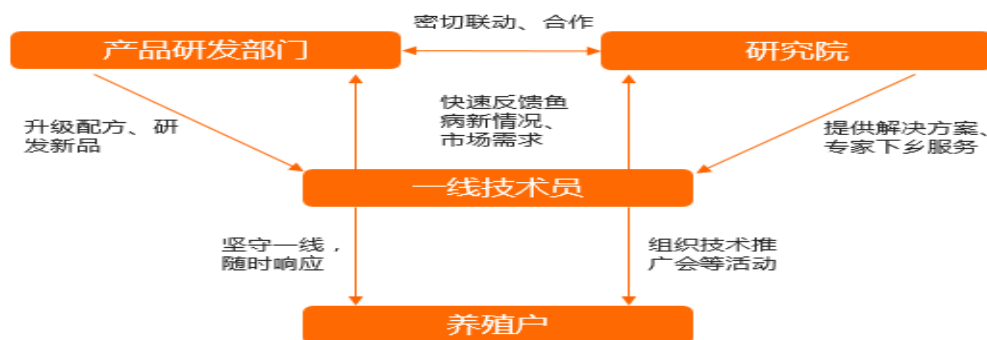 密切联动、合作
产品研发部门
研究院
升级配方、研
发新品
快速反馈鱼
病新情况、
市场需求
提供解决方案、
专家下乡服务
一线技术员
坚守一线，
随时响应
组织技术推
广会等活动
养殖户